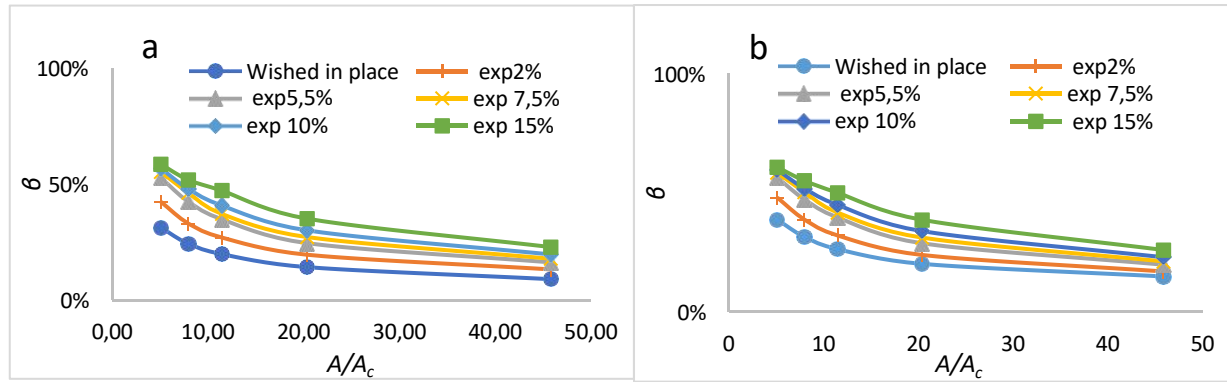 a
100%
50%
0%
β
Wished in place
exp2%
exp5,5%
exp 7,5%
exp 10%
exp 15%
0,00 10,00 20,00 30,00 40,00 50,00
A/Ac
b
100%
0%
β
Wished in place
exp2%
exp5,5%
exp 7,5%
exp 10%
exp 15%
0 10 20 30 40 50
A/Ac